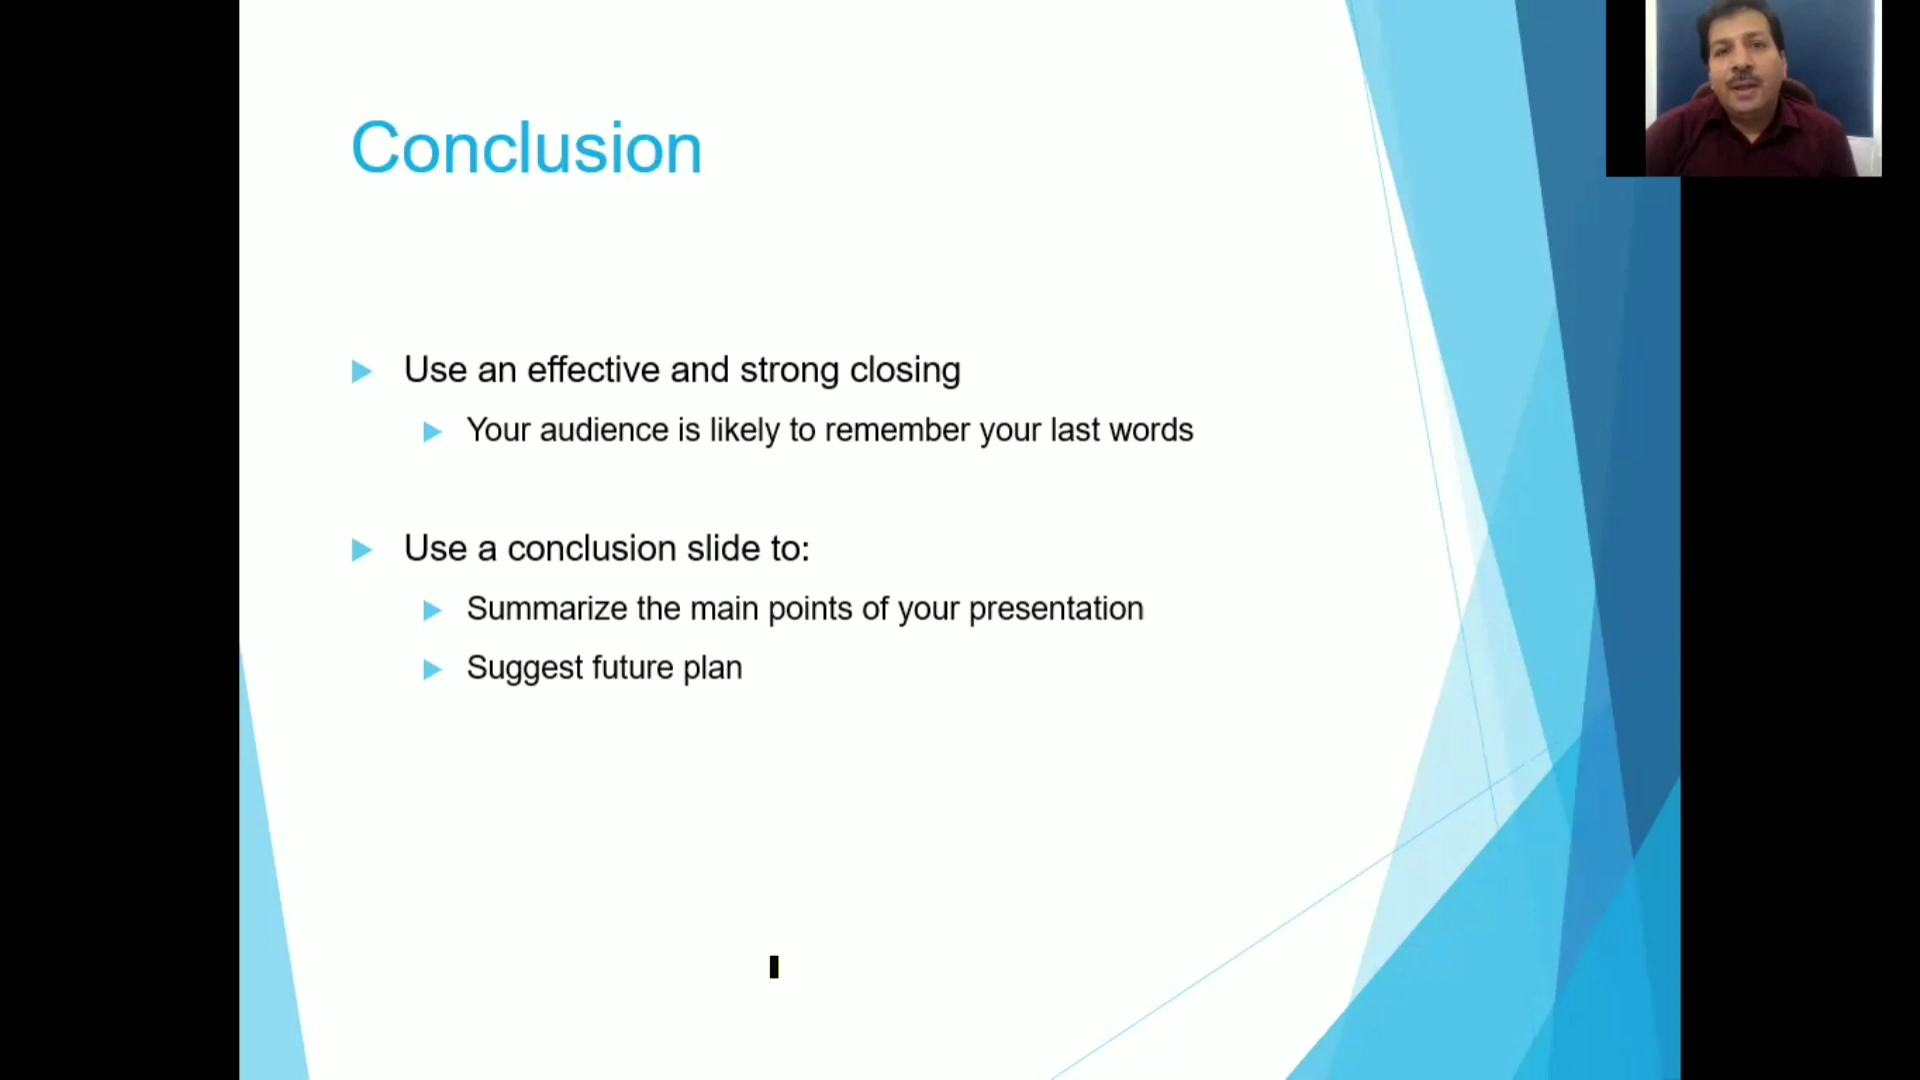 Conclusion
Use an effective and strong closing
Your audience is likely to remember your last words
Use a conclusion slide to:
Summarize the main points of your presentation
Suggest future plan